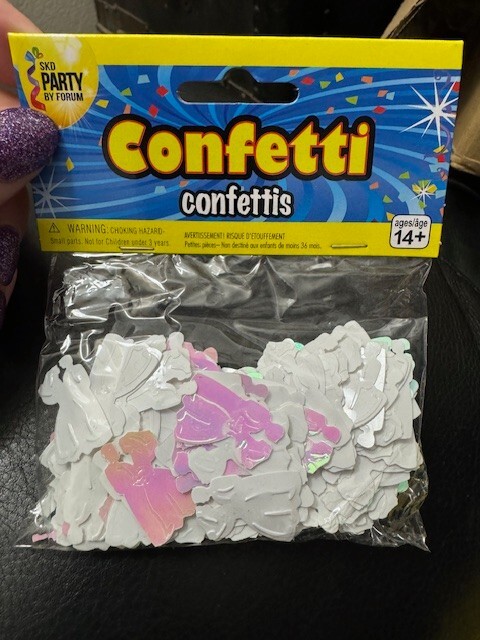 SKD
PARTY
BY FORUM
Confetti
confettis
⚠ WARNING: CHOKING HAZARD-
Small parts. Not for Children under 3 years.
AVERTISSEMENT! RISQUE D'ETOUFFEMENT
Petites pièces- Non destiné aux enfants de moins 36 mois.
ages/âge
14+